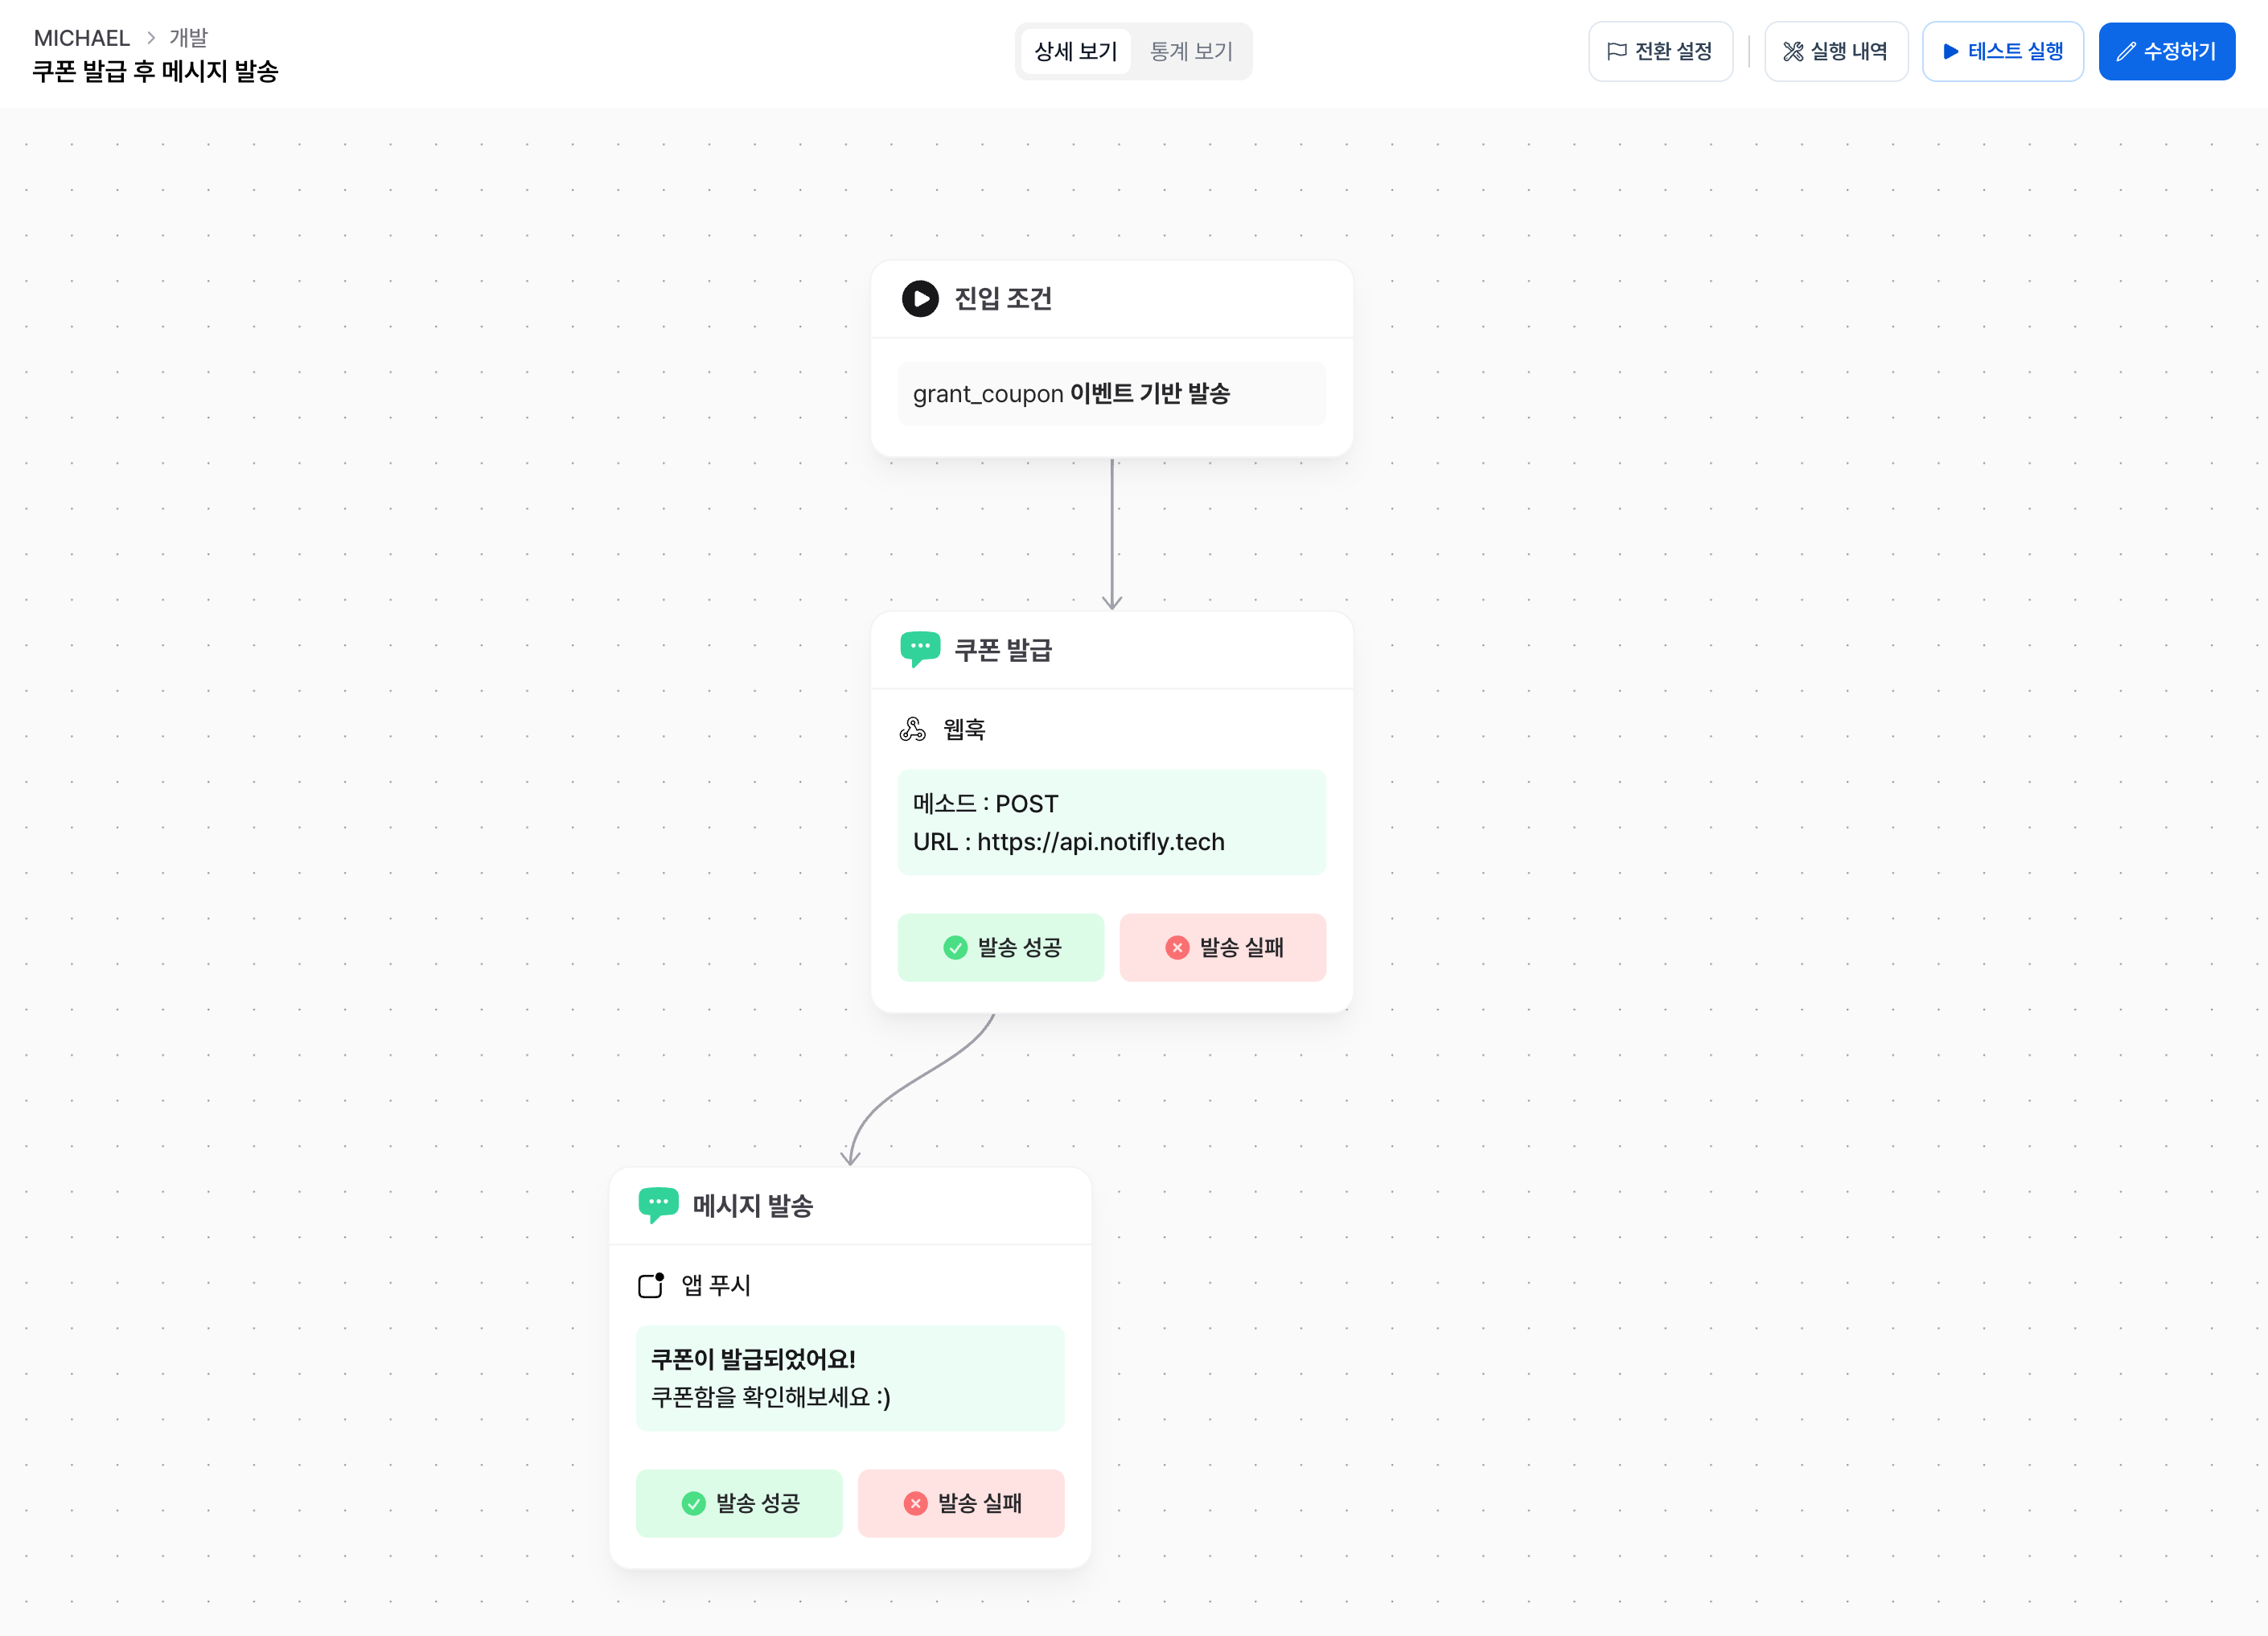 MICHAEL > 개발
쿠폰 발급 후 메시지 발송
상세 보기 통계 보기
전환 설정 실행 내역 테스트 실행 수정하기
진입 조건
grant_coupon 이벤트 기반 발송
쿠폰 발급
웹훅
메소드 : POST
URL : https://api.notifly.tech
발송 성공 발송 실패
메시지 발송
앱 푸시
쿠폰이 발급되었어요!
쿠폰함을 확인해보세요 :)
발송 성공 발송 실패